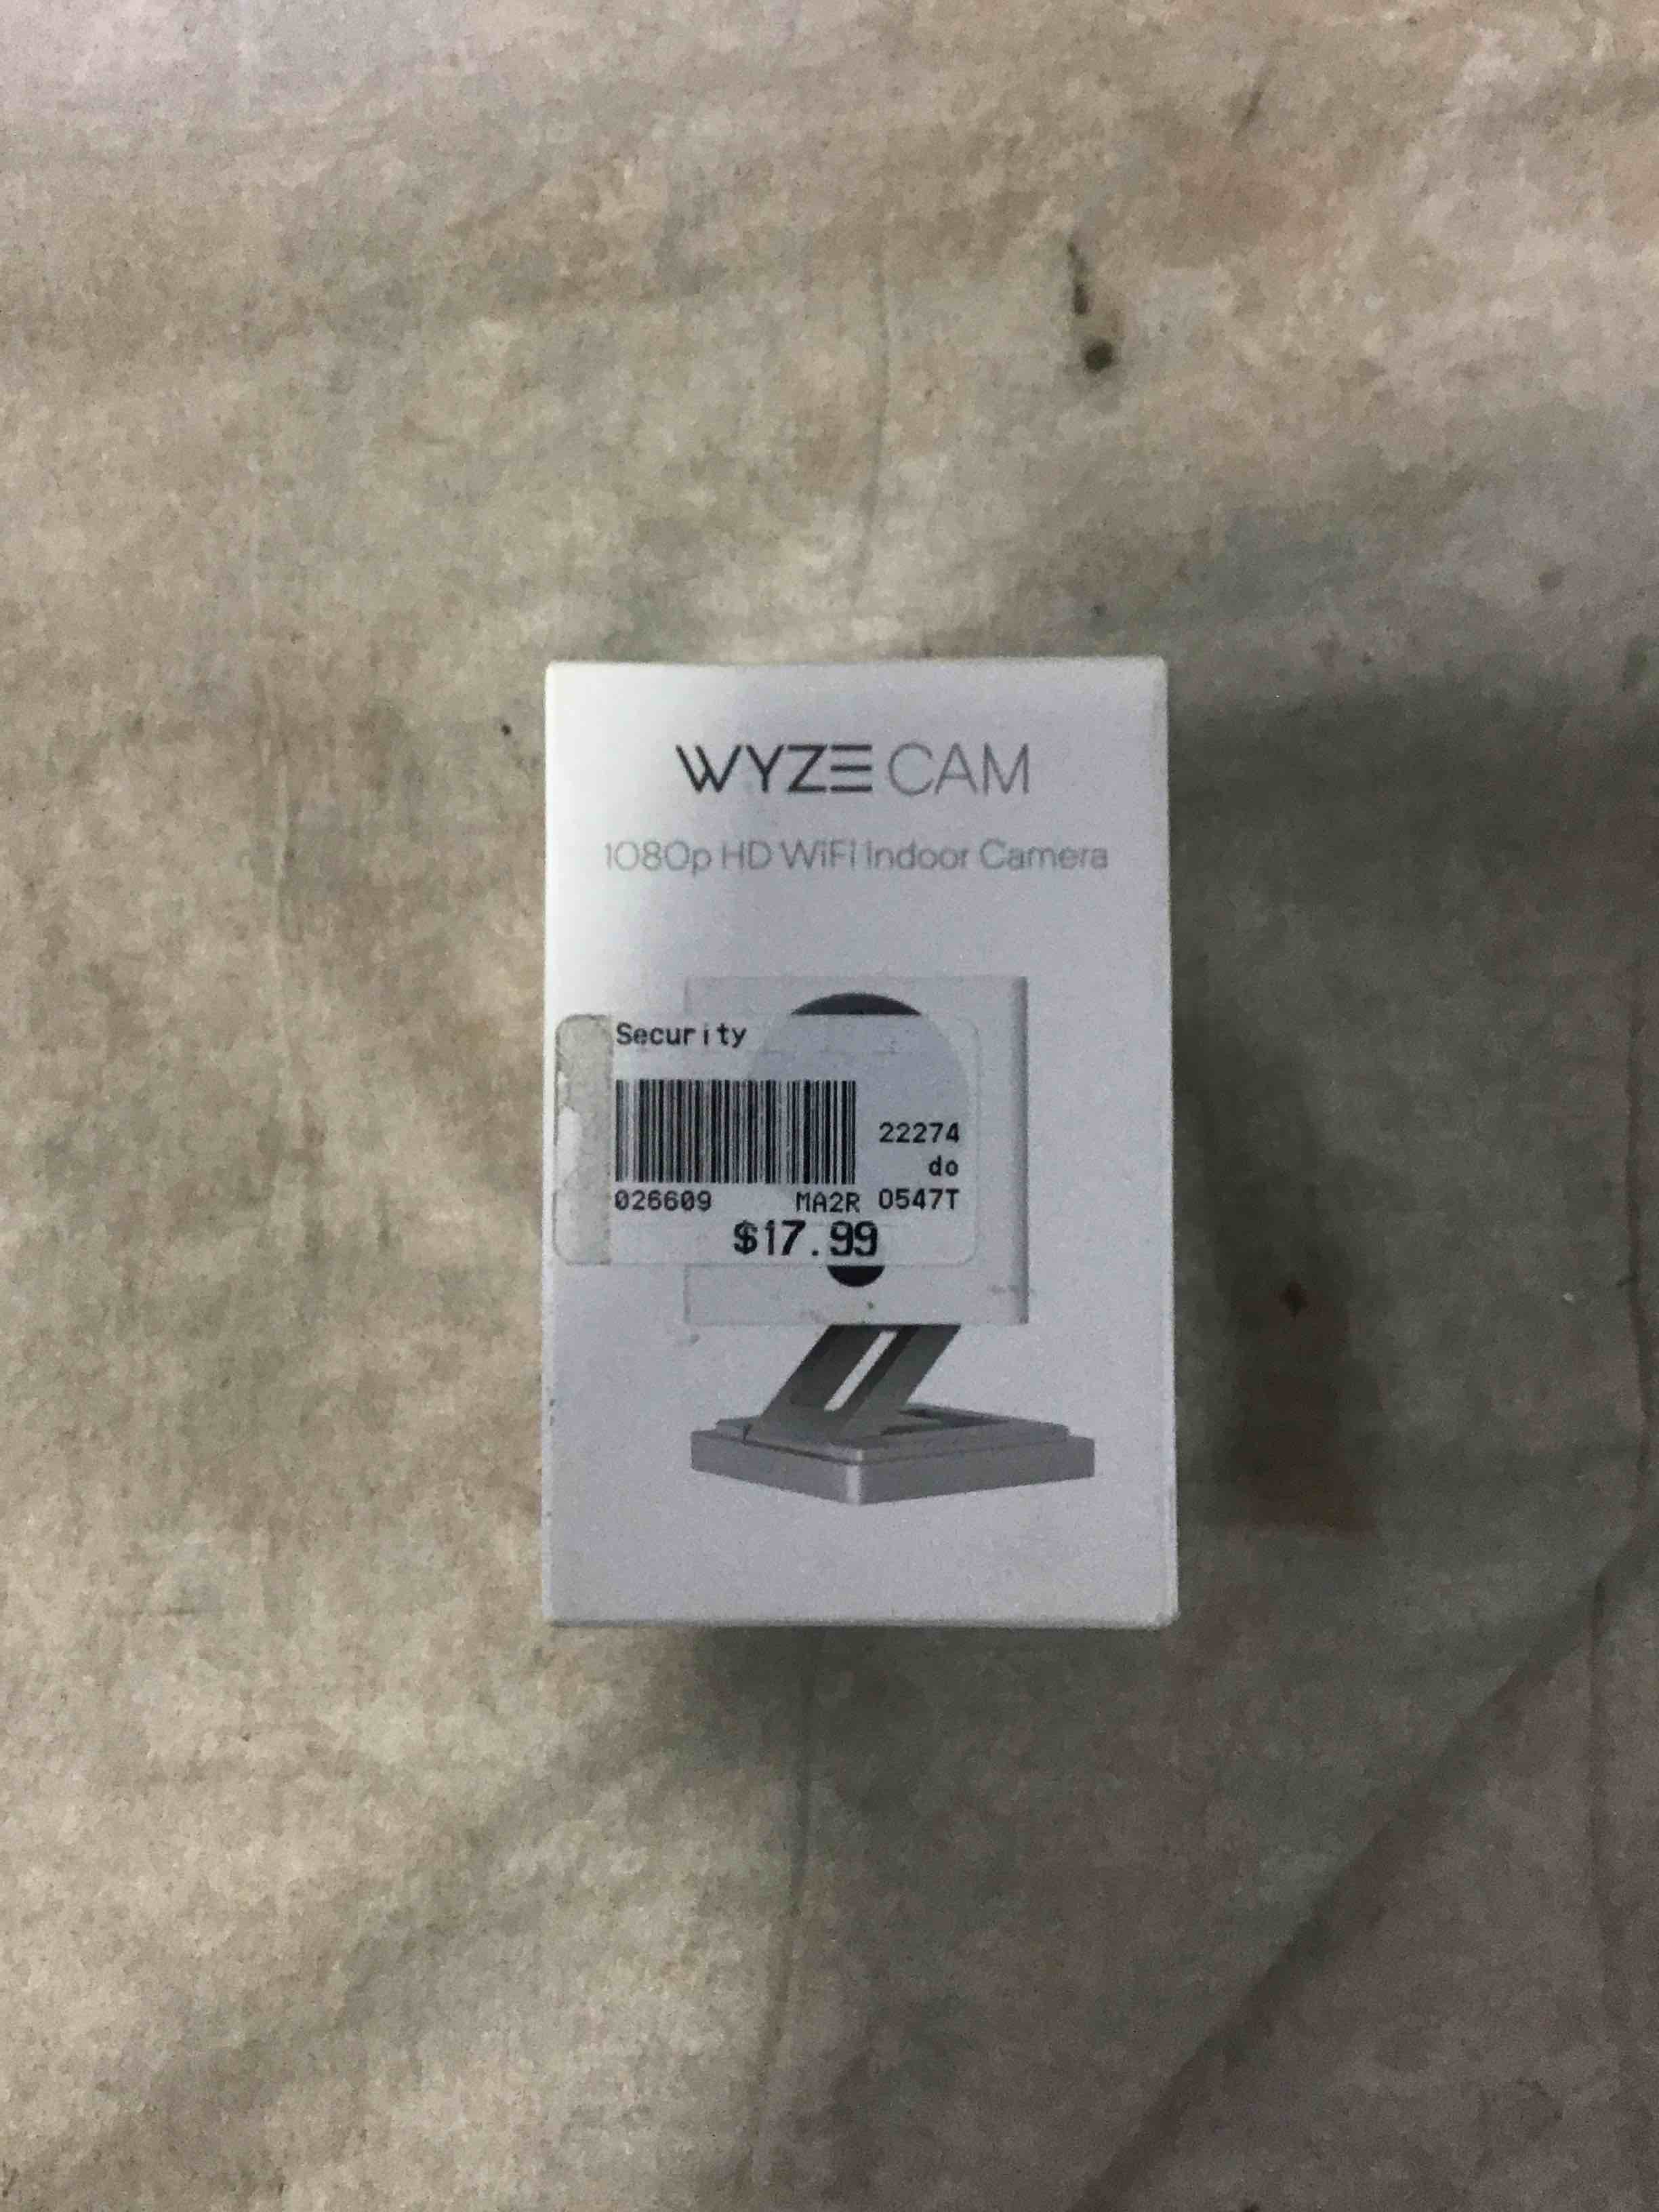 WYZE CAM
1080p HD WiFi Indoor Camera
Security
22274
do
026609 MA2R 0547T
$17.99